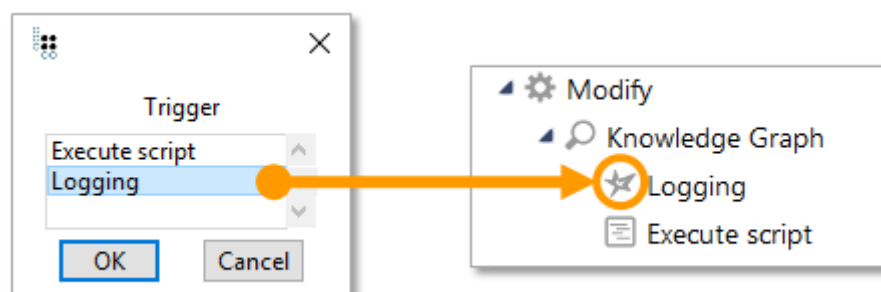 Trigger
Execute script
Logging
OK
Cancel
Modify
Knowledge Graph
Logging
Execute script